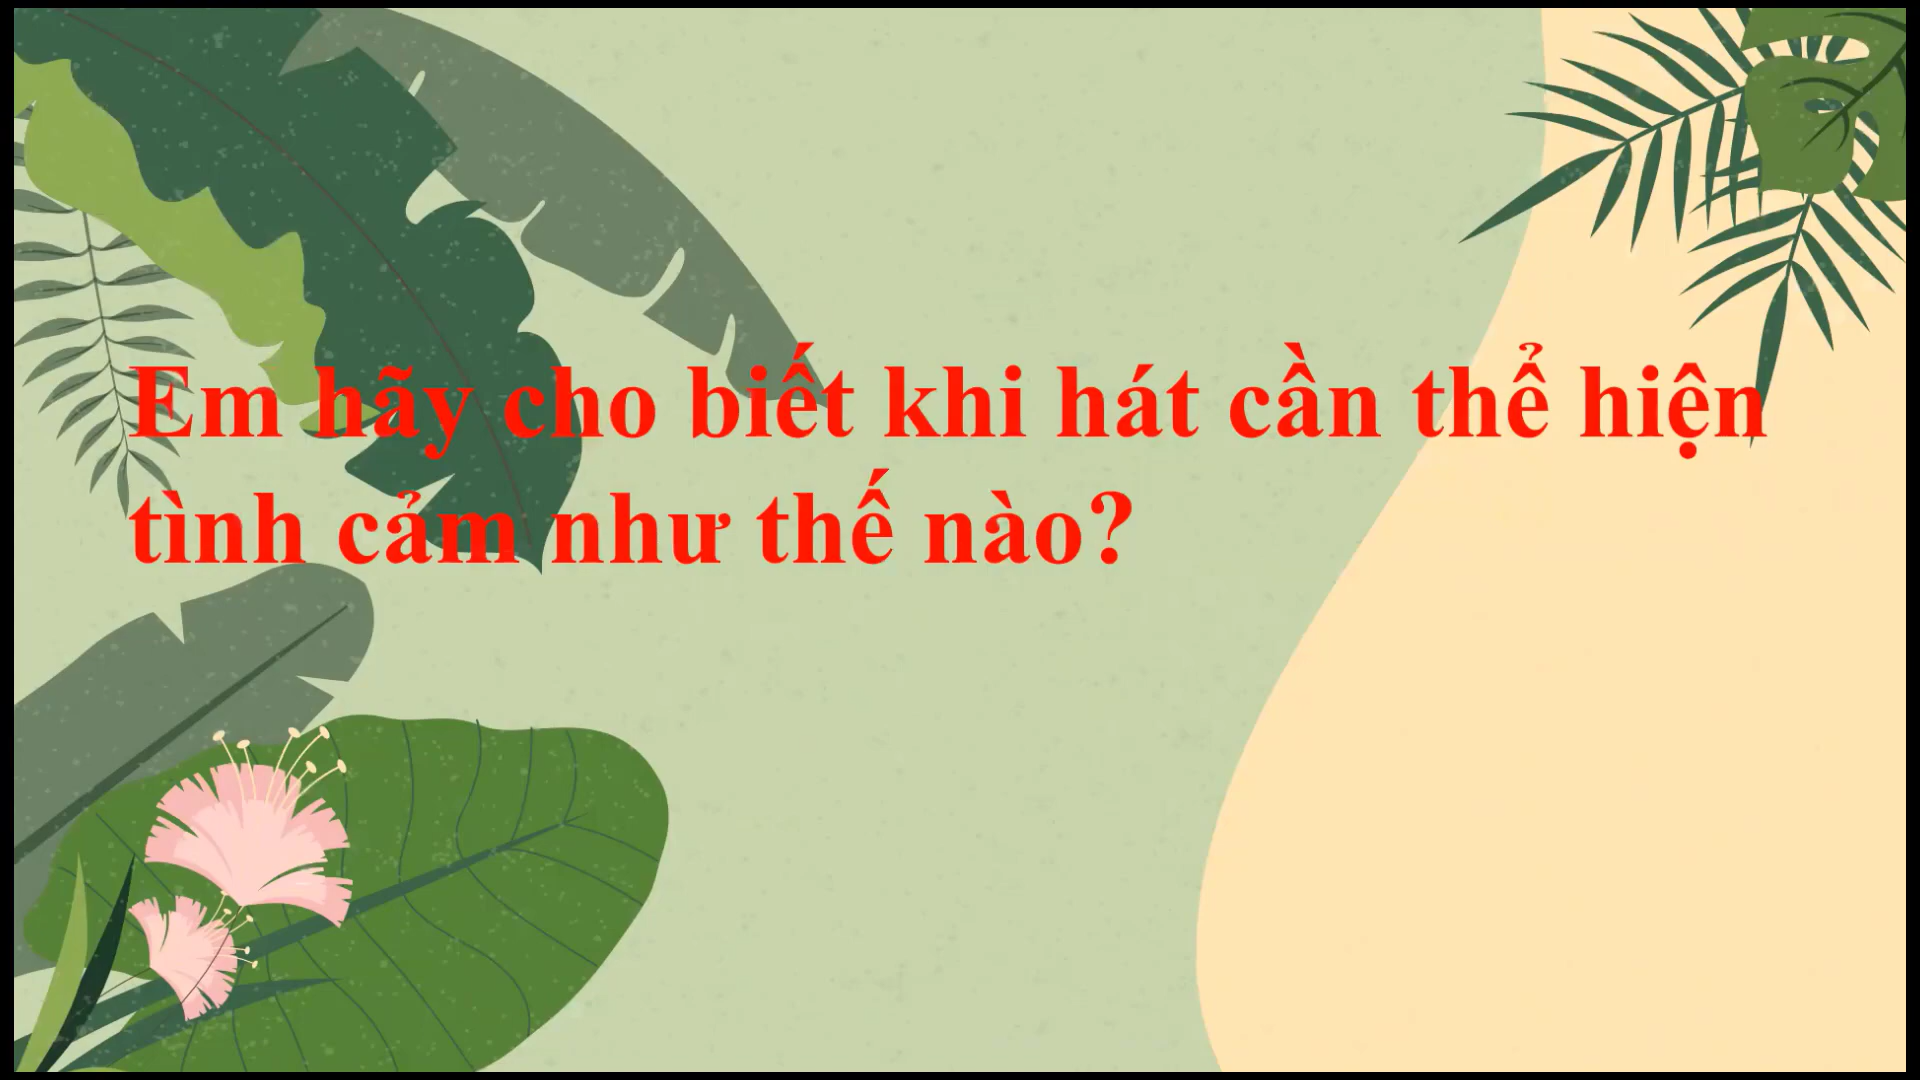 Em hãy cho biết khi hát cần thể hiện
tình cảm như thế nào?